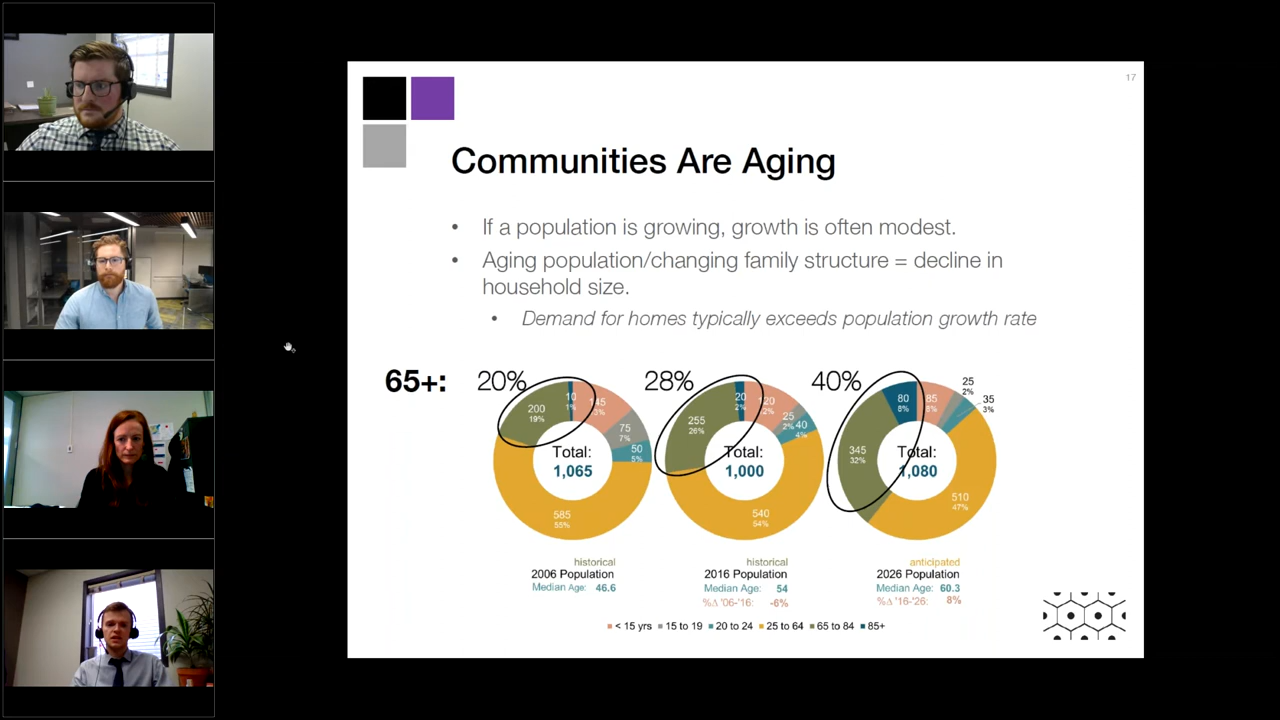 17
Communities Are Aging
• If a population is growing, growth is often modest.
• Aging population/changing family structure = decline in
household size.
• Demand for homes typically exceeds population growth rate
65+:
20%
200
19%
10
1%
75
7%
50
5%
585
55%
Total:
1,065
historical
2006 Population
Median Age: 46.6
28%
255
26%
20
2%
25
2%
40
4%
540
54%
Total:
1,000
historical
2016 Population
Median Age: 54
%Δ '06-'16: -6%
40%
345
32%
80
8%
85
8%
25
2%
35
3%
510
47%
Total:
1,080
anticipated
2026 Population
Median Age: 60.3
%Δ '16-'26: 8%
< 15 yrs 15 to 19 20 to 24 25 to 64 65 to 84 85+